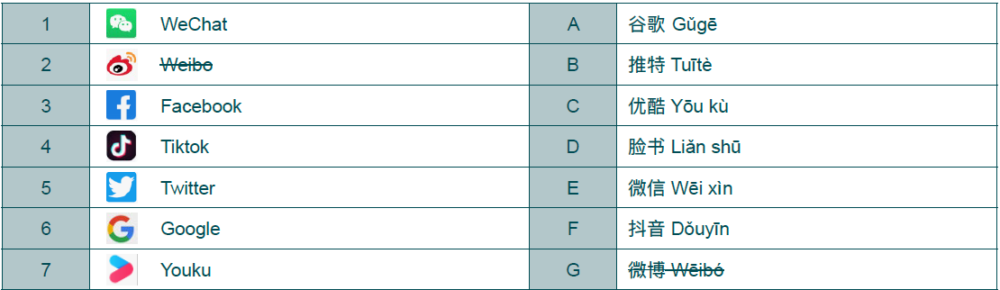 1 WeChat A 谷歌 Gǔgē
2 Weibo B 推特 Tuītè
3 Facebook C 优酷 Yōu kù
4 Tiktok D 脸书 Liǎn shū
5 Twitter E 微信 Wēi xìn
6 Google F 抖音 Dǒuyīn
7 Youku G 微博 Wēibó